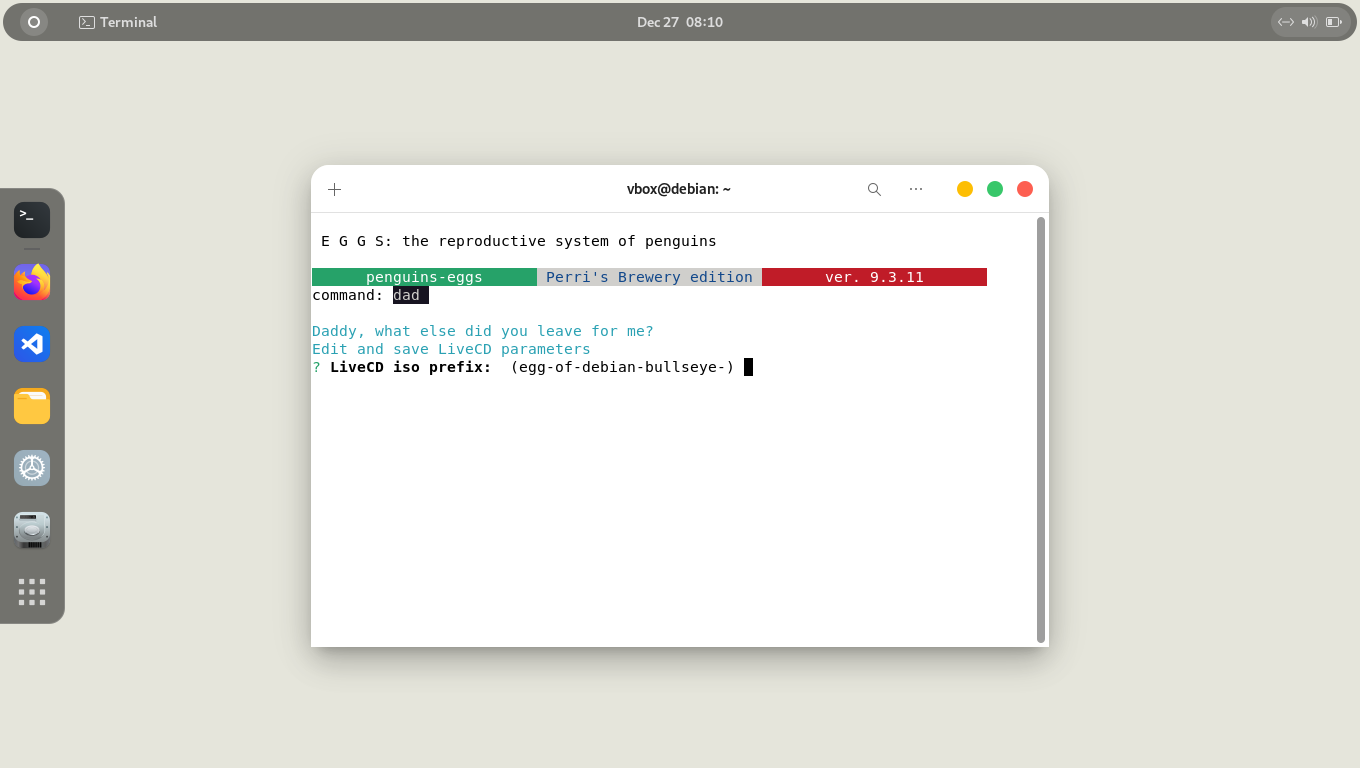 Terminal
Dec 27 08:10
vbox@debian: ~
E G G S: the reproductive system of penguins
penguins-eggs Perri's Brewery edition ver. 9.3.11
command: dad
Daddy, what else did you leave for me?
Edit and save LiveCD parameters
? LiveCD iso prefix: (egg-of-debian-bullseye-)